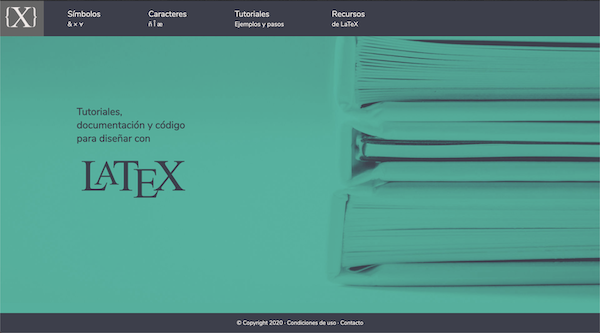 {X}
Símbolos
& × ∀
Caracteres
ñ Î æ
Tutoriales
Ejemplos y pasos
Recursos
de LaTeX
Tutoriales,
documentación y código
para diseñar con
LATEX
© Copyright 2020 · Condiciones de uso · Contacto